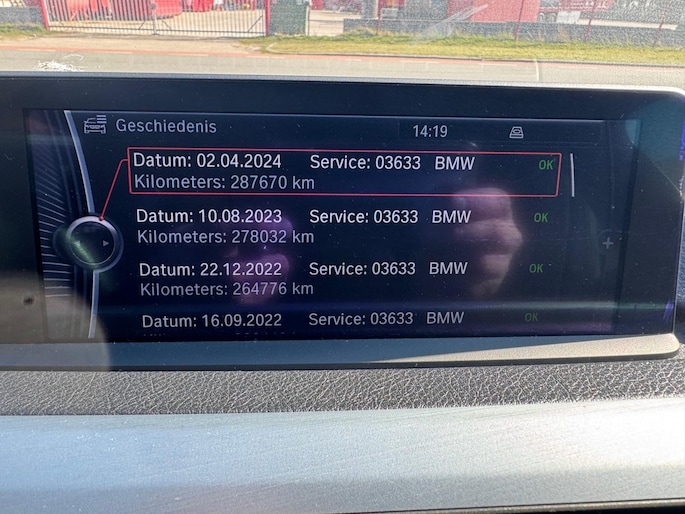 Geschiedenis 14:19
Datum: 02.04.2024 Service: 03633 BMW OK
Kilometers: 287670 km
Datum: 10.08.2023 Service: 03633 BMW OK
Kilometers: 278032 km
Datum: 22.12.2022 Service: 03633 BMW OK
Kilometers: 264776 km
Datum: 16.09.2022 Service: 03633 BMW OK